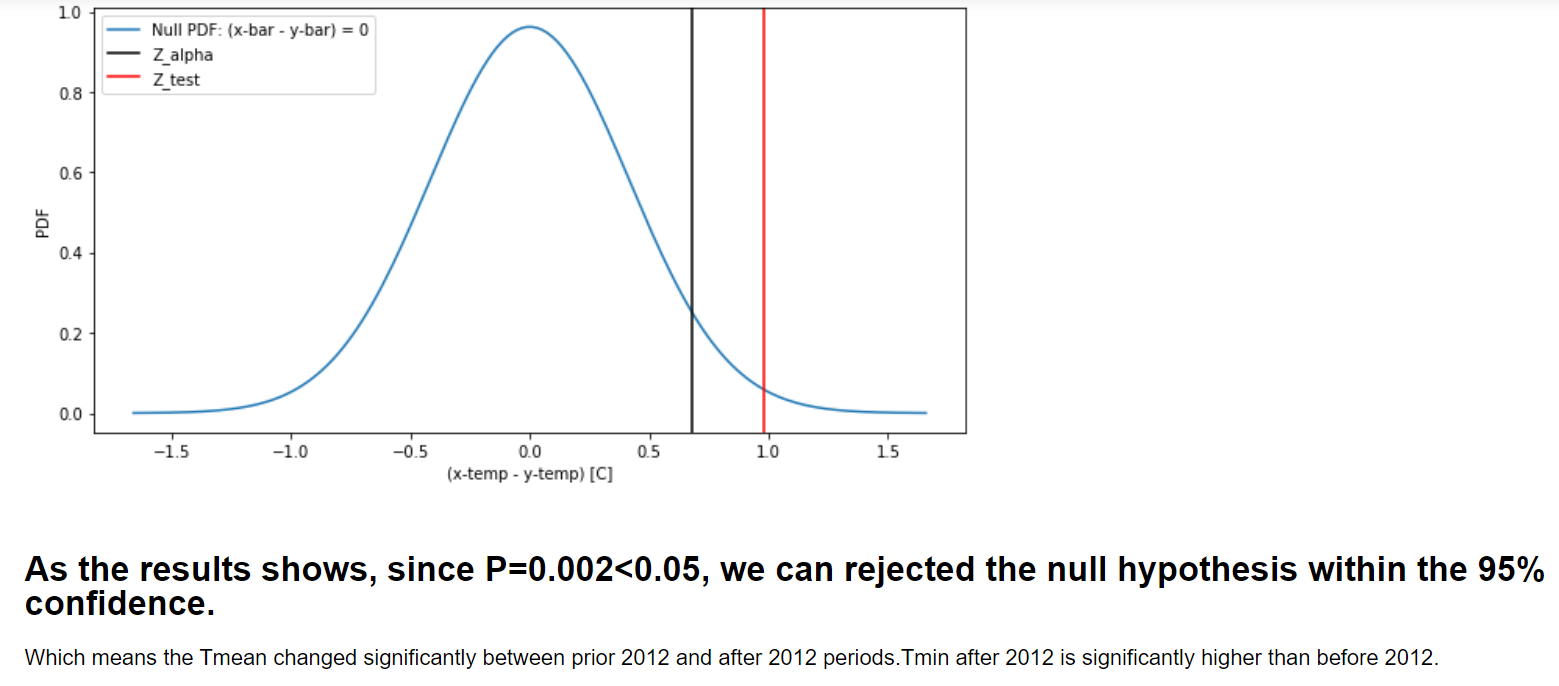 1.0
Null PDF: (x-bar - y-bar) = 0
Z_alpha
Z_test
0.8
0.6
PDF
0.4
0.2
0.0
−1.5 −1.0 −0.5 0.0 0.5 1.0 1.5
(x-temp - y-temp) [C]
As the results shows, since P=0.002<0.05, we can rejected the null hypothesis within the 95%
confidence.
Which means the Tmean changed significantly between prior 2012 and after 2012 periods.Tmin after 2012 is significantly higher than before 2012.